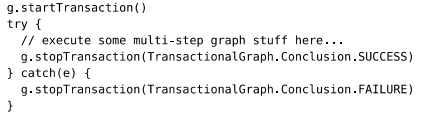 g.startTransaction()
try {
  // execute some multi-step graph stuff here...
  g.stopTransaction(TransactionalGraph.Conclusion.SUCCESS)
} catch(e) {
  g.stopTransaction(TransactionalGraph.Conclusion.FAILURE)
}